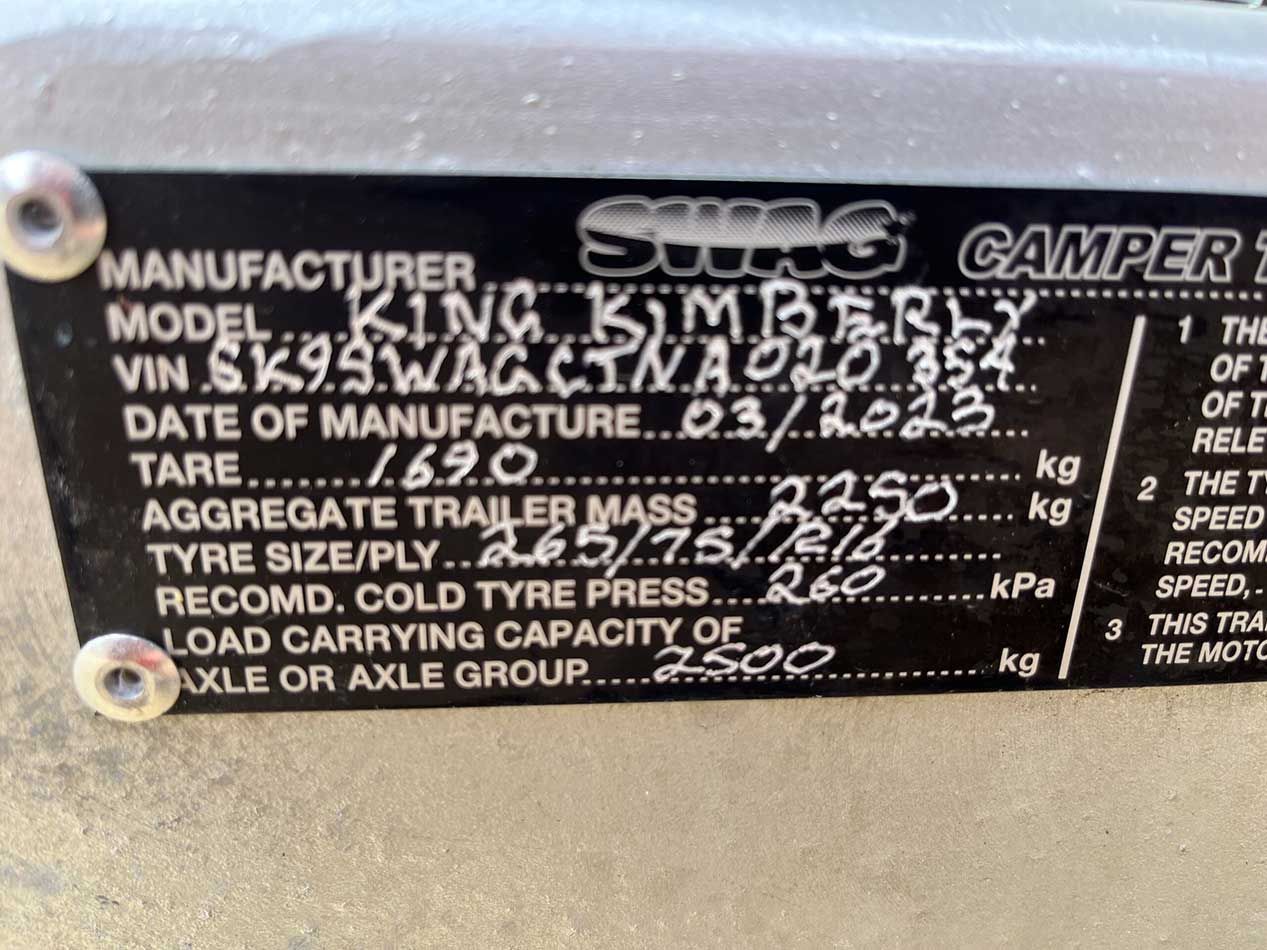 SWAG CAMPER T
MANUFACTURER
MODEL KING KIMBERLY
VIN 6K9SWAGCTNA020354
DATE OF MANUFACTURE 03/2023
TARE 1690 kg
AGGREGATE TRAILER MASS 2250 kg
TYRE SIZE/PLY 265/75/R16
RECOMD. COLD TYRE PRESS 260 kPa
LOAD CARRYING CAPACITY OF
AXLE OR AXLE GROUP 2500 kg
1 THE
OF T
OF T
RELE
2 THE TY
SPEED
RECOM
SPEED, -
3 THIS TRA
THE MOTO